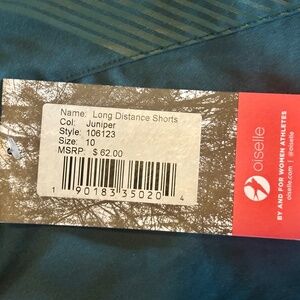 Name: Long Distance Shorts
Col: Juniper
Style: 106123
Size: 10
MSRP: $ 62.00
1 90183 35020 4
oiselle
BY AND FOR WOMEN ATHLETES
oiselle.com | @oiselle